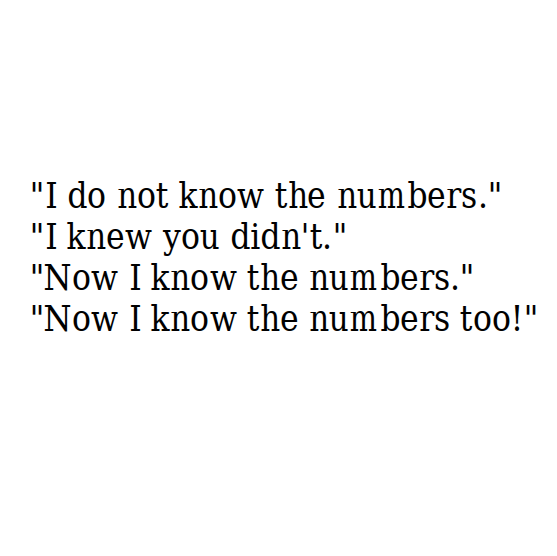 "I do not know the numbers."
"I knew you didn't."
"Now I know the numbers."
"Now I know the numbers too!"